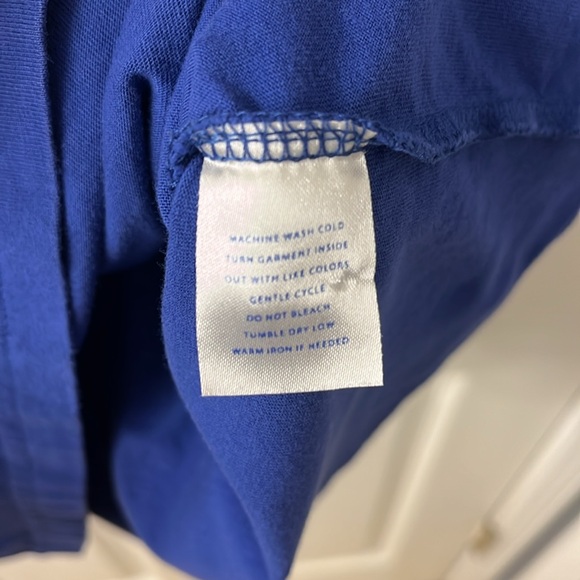 MACHINE WASH COLD
TURN GARMENT INSIDE
OUT WITH LIKE COLORS
GENTLE CYCLE
DO NOT BLEACH
TUMBLE DRY LOW
WARM IRON IF NEEDED